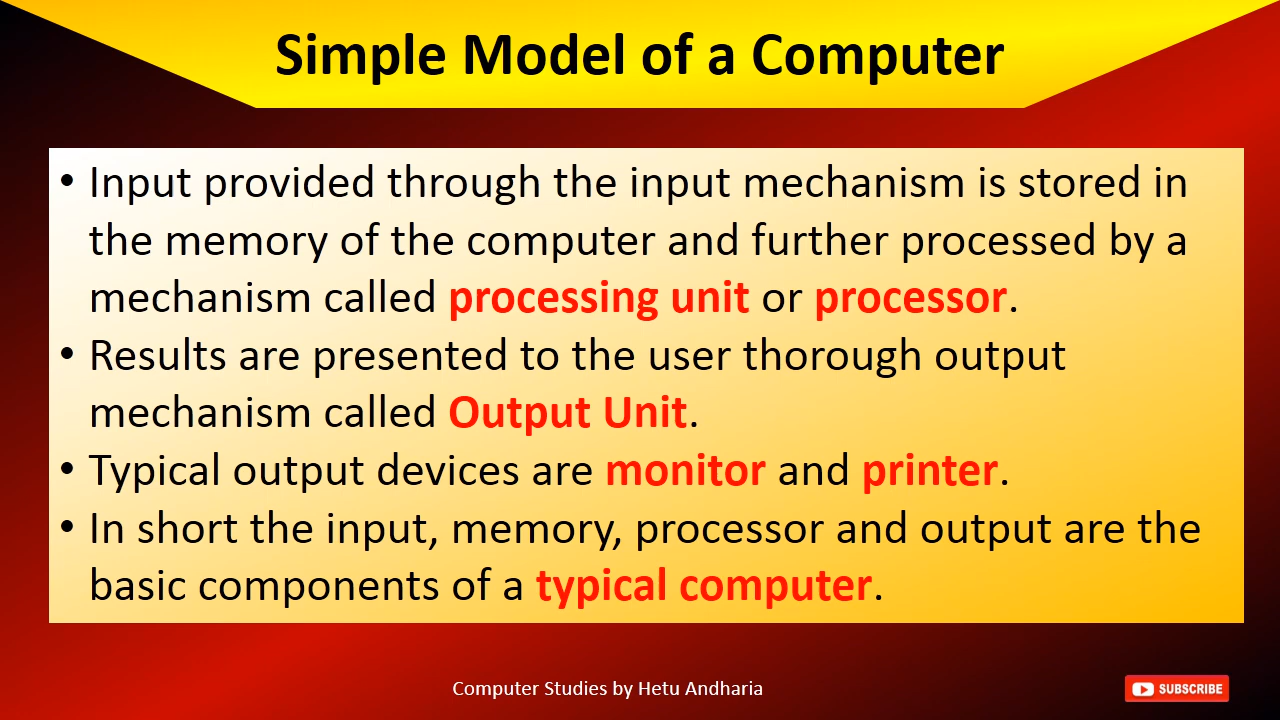 Simple Model of a Computer
• Input provided through the input mechanism is stored in
the memory of the computer and further processed by a
mechanism called processing unit or processor.
• Results are presented to the user thorough output
mechanism called Output Unit.
• Typical output devices are monitor and printer.
• In short the input, memory, processor and output are the
basic components of a typical computer.
Computer Studies by Hetu Andharia
SUBSCRIBE